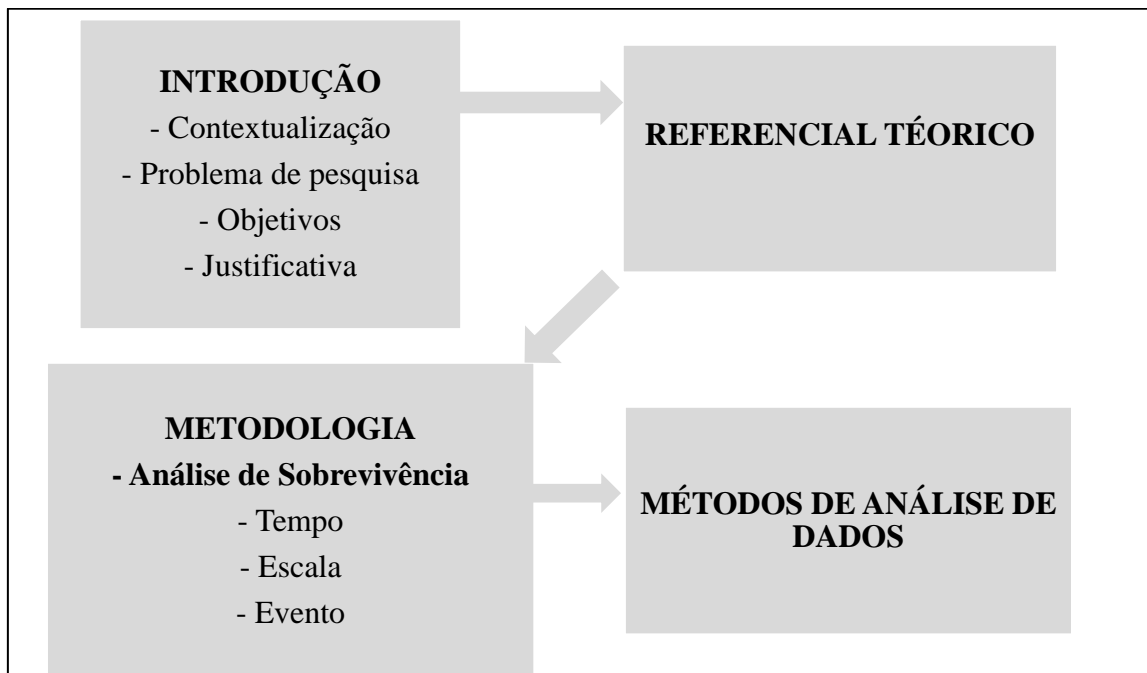 INTRODUÇÃO
- Contextualização
- Problema de pesquisa
- Objetivos
- Justificativa
REFERENCIAL TÉORICO
METODOLOGIA
- Análise de Sobrevivência
- Tempo
- Escala
- Evento
MÉTODOS DE ANÁLISE DE
DADOS